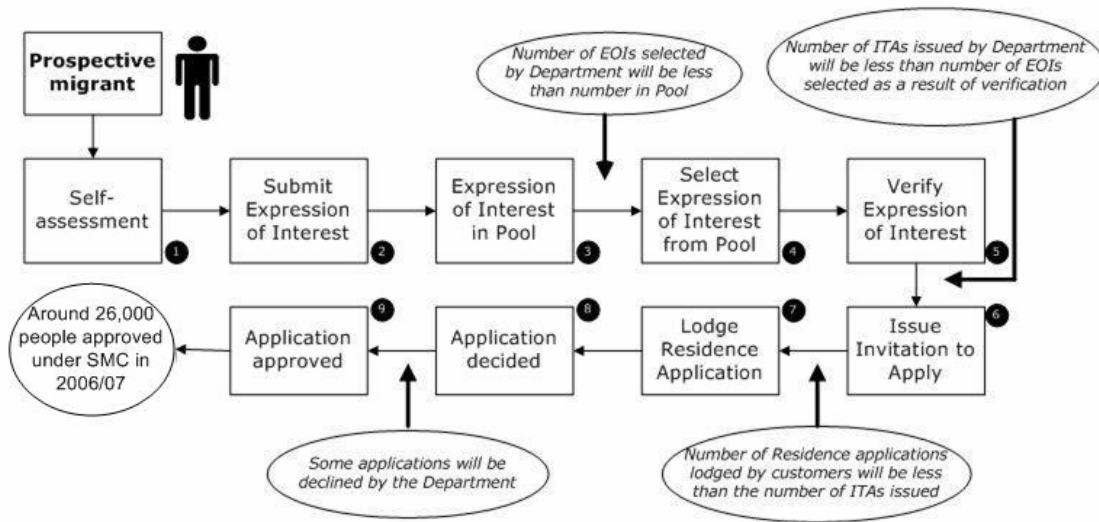 Prospective
migrant
Number of EOIs selected
by Department will be less
than number in Pool
Number of ITAs issued by Department
will be less than number of EOIs
selected as a result of verification
Self-
assessment
1
Submit
Expression
of Interest
2
Expression
of Interest
in Pool
3
Select
Expression
of Interest
from Pool
4
Verify
Expression
of Interest
5
Issue
Invitation to
Apply
6
Lodge
Residence
Application
7
Application
decided
8
Application
approved
9
Around 26,000
people approved
under SMC in
2006/07
Some applications will be
declined by the Department
Number of Residence applications
lodged by customers will be less
than the number of ITAs issued